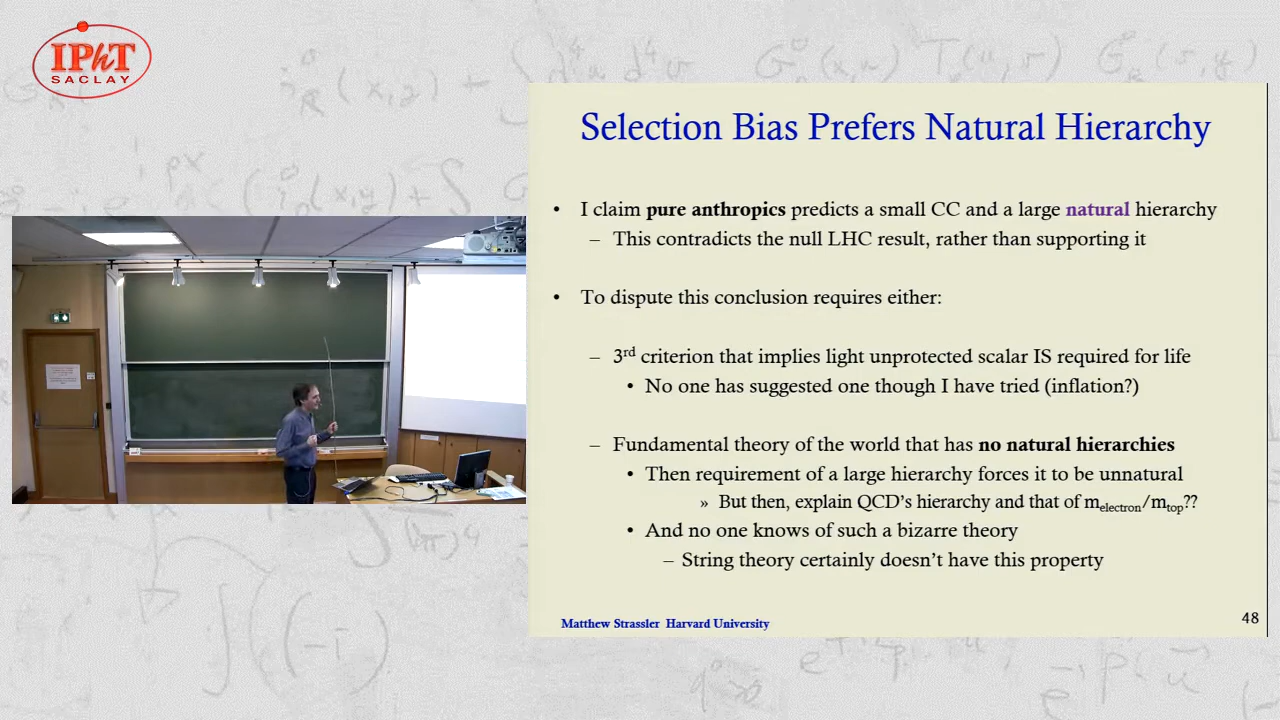 IPhT
SACLAY
Selection Bias Prefers Natural Hierarchy
• I claim pure anthropics predicts a small CC and a large natural hierarchy
– This contradicts the null LHC result, rather than supporting it
• To dispute this conclusion requires either:
– 3rd criterion that implies light unprotected scalar IS required for life
• No one has suggested one though I have tried (inflation?)
– Fundamental theory of the world that has no natural hierarchies
• Then requirement of a large hierarchy forces it to be unnatural
» But then, explain QCD’s hierarchy and that of melectron/mtop??
• And no one knows of such a bizarre theory
– String theory certainly doesn’t have this property
Matthew Strassler Harvard University
48